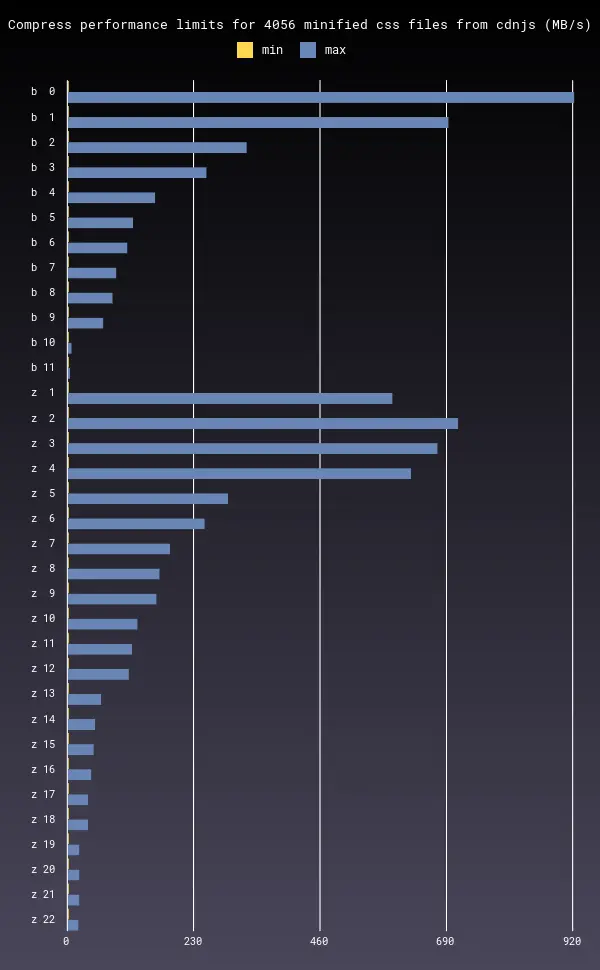 Compress performance limits for 4056 minified css files from cdnjs (MB/s)
min max
b 0
b 1
b 2
b 3
b 4
b 5
b 6
b 7
b 8
b 9
b 10
b 11
z 1
z 2
z 3
z 4
z 5
z 6
z 7
z 8
z 9
z 10
z 11
z 12
z 13
z 14
z 15
z 16
z 17
z 18
z 19
z 20
z 21
z 22
0 230 460 690 920